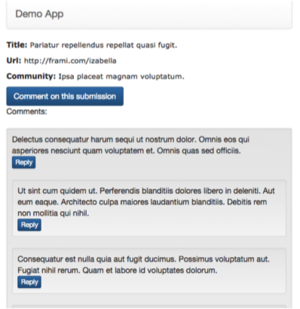 Demo App
Title: Pariatur repellendus repellat quasi fugit.
Url: http://frami.com/izabella
Community: Ipsa placeat magnam voluptatem.
Comment on this submission
Comments:
Delectus consequatur harum sequi ut nostrum dolor. Omnis eos qui
asperiores nesciunt quam voluptatem et. Omnis quas sed officiis.
Reply
Ut sint cum quidem ut. Perferendis blanditiis dolores libero in deleniti. Aut
eum eaque. Architecto culpa maiores laudantium blanditiis. Debitis rem
non mollitia qui nihil.
Reply
Consequatur est nulla quia aut fugit ducimus. Possimus voluptatum aut.
Fugiat nihil rerum. Quam et labore id voluptates dolorum.
Reply